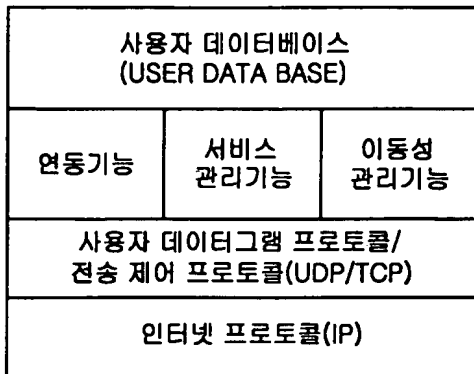 사용자 데이터베이스
(USER DATA BASE)
연동기능
서비스
관리기능
이동성
관리기능
사용자 데이터그램 프로토콜/
전송 제어 프로토콜(UDP/TCP)
인터넷 프로토콜(IP)